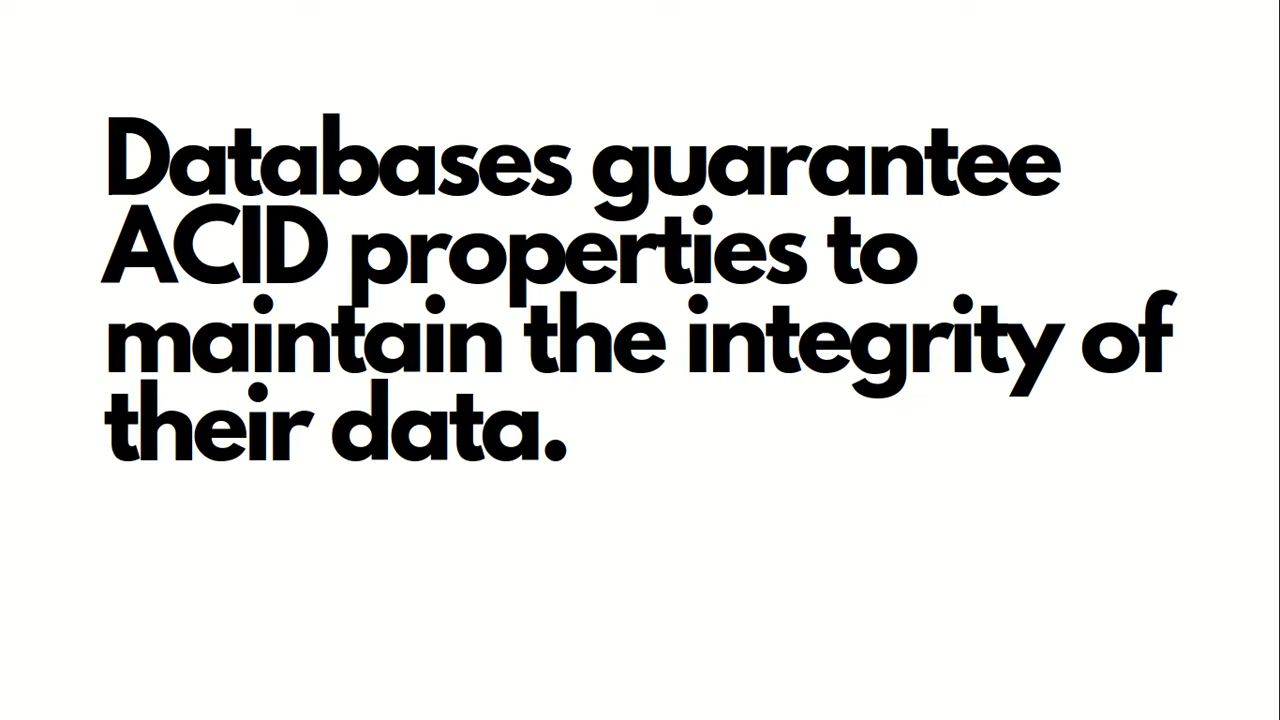 Databases guarantee
ACID properties to
maintain the integrity of
their data.